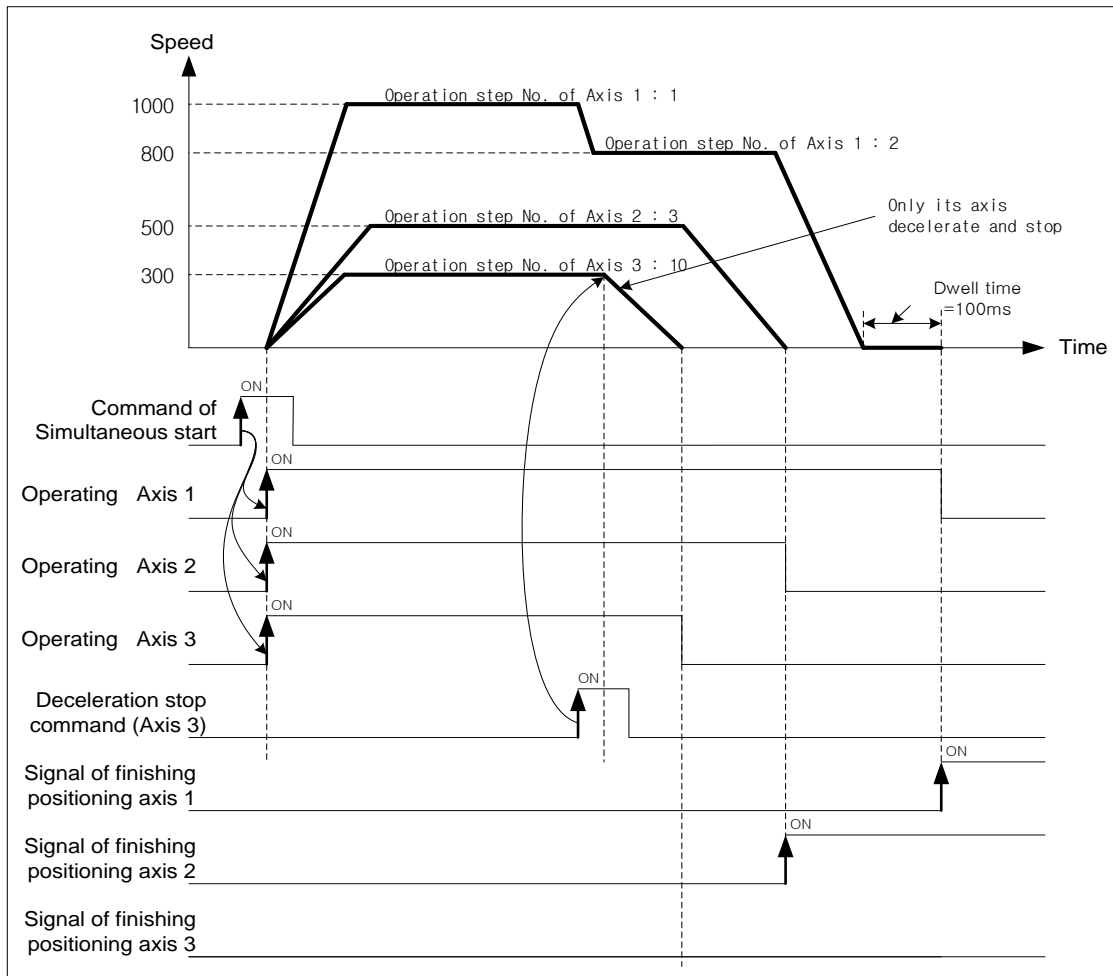 Speed
1000
Operation step No. of Axis 1 : 1
800
Operation step No. of Axis 1 : 2
500
Operation step No. of Axis 2 : 3
Only its axis
decelerate and stop
300
Operation step No. of Axis 3 : 10
Dwell time
=100ms
Time
ON
Command of
Simultaneous start
ON
Operating Axis 1
ON
Operating Axis 2
ON
Operating Axis 3
ON
Deceleration stop
command (Axis 3)
ON
Signal of finishing
positioning axis 1
ON
Signal of finishing
positioning axis 2
Signal of finishing
positioning axis 3